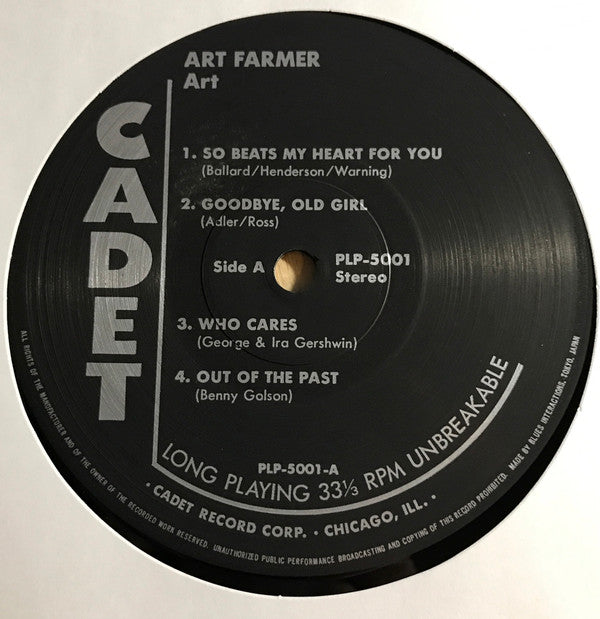 CADET
ART FARMER
Art
1. SO BEATS MY HEART FOR YOU
(Ballard/Henderson/Warning)
2. GOODBYE, OLD GIRL
(Adler/Ross)
Side A
PLP-5001
Stereo
3. WHO CARES
(George & Ira Gershwin)
4. OUT OF THE PAST
(Benny Golson)
PLP-5001-A
LONG PLAYING 33⅓ RPM UNBREAKABLE
· CADET RECORD CORP. · CHICAGO, ILL. ·
ALL RIGHTS OF THE MANUFACTURER AND OF THE OWNER OF THE RECORDED WORK RESERVED. UNAUTHORIZED PUBLIC PERFORMANCE BROADCASTING AND COPYING OF THIS RECORD PROHIBITED. MADE BY BLUES INTERACTIONS, TOKYO, JAPAN